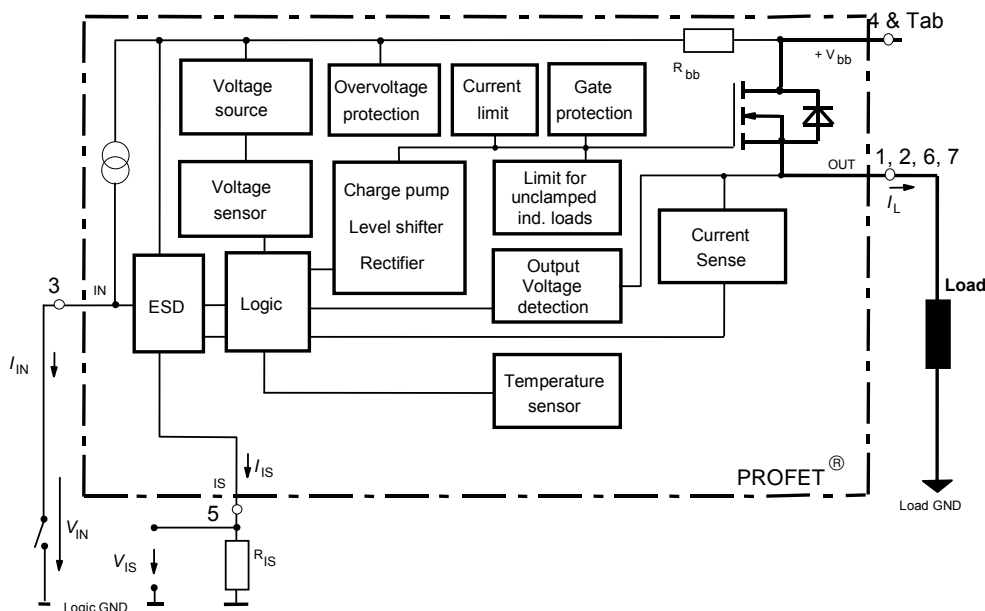 4 & Tab
R bb
+ V bb
Voltage
source
Overvoltage
protection
Current
limit
Gate
protection
Voltage
sensor
Charge pump
Level shifter
Rectifier
Limit for
unclamped
ind. loads
OUT
1, 2, 6, 7
I L
Current
Sense
3
IN
ESD
Logic
Output
Voltage
detection
Load
I IN
Temperature
sensor
I IS
IS
PROFET ®
5
Load GND
V IN
V IS
R IS
Logic GND